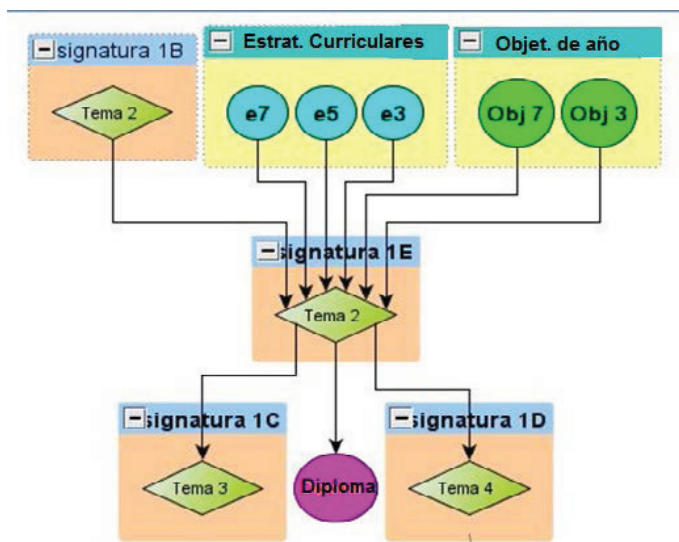 signatura 1B
Estrat. Curriculares
Objet. de año
Tema 2
e7
e5
e3
Obj 7
Obj 3
signatura 1E
Tema 2
signatura 1C
signatura 1D
Tema 3
Diploma
Tema 4